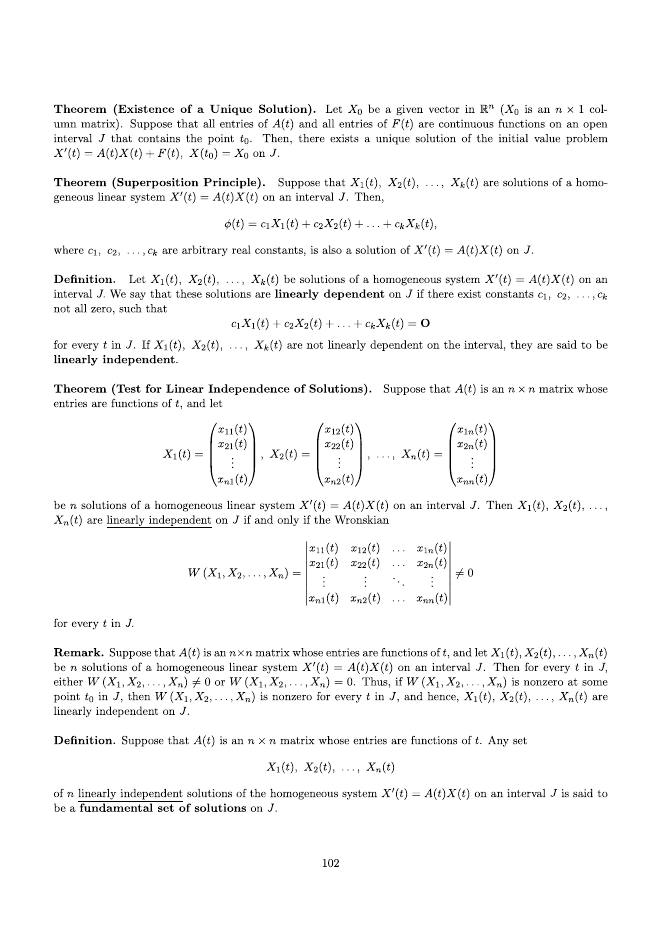 Theorem (Existence of a Unique Solution). Let X₀ be a given vector in ℝⁿ (X₀ is an n × 1 col-
umn matrix). Suppose that all entries of A(t) and all entries of F(t) are continuous functions on an open
interval J that contains the point t₀. Then, there exists a unique solution of the initial value problem
X′(t) = A(t)X(t) + F(t), X(t₀) = X₀ on J.
Theorem (Superposition Principle). Suppose that X₁(t), X₂(t), …, Xₖ(t) are solutions of a homo-
geneous linear system X′(t) = A(t)X(t) on an interval J. Then,
ϕ(t) = c₁X₁(t) + c₂X₂(t) + … + cₖXₖ(t),
where c₁, c₂, …, cₖ are arbitrary real constants, is also a solution of X′(t) = A(t)X(t) on J.
Definition. Let X₁(t), X₂(t), …, Xₖ(t) be solutions of a homogeneous system X′(t) = A(t)X(t) on an
interval J. We say that these solutions are linearly dependent on J if there exist constants c₁, c₂, …, cₖ
not all zero, such that
c₁X₁(t) + c₂X₂(t) + … + cₖXₖ(t) = O
for every t in J. If X₁(t), X₂(t), …, Xₖ(t) are not linearly dependent on the interval, they are said to be
linearly independent.
Theorem (Test for Linear Independence of Solutions). Suppose that A(t) is an n × n matrix whose
entries are functions of t, and let
X₁(t) = (x₁₁(t) x₂₁(t) ⋮ xₙ₁(t)), X₂(t) = (x₁₂(t) x₂₂(t) ⋮ xₙ₂(t)), …, Xₙ(t) = (x₁ₙ(t) x₂ₙ(t) ⋮ xₙₙ(t))
be n solutions of a homogeneous linear system X′(t) = A(t)X(t) on an interval J. Then X₁(t), X₂(t), …,
Xₙ(t) are linearly independent on J if and only if the Wronskian
W (X₁, X₂, …, Xₙ) = |x₁₁(t) x₁₂(t) … x₁ₙ(t)
x₂₁(t) x₂₂(t) … x₂ₙ(t)
⋮ ⋮ ⋱ ⋮
xₙ₁(t) xₙ₂(t) … xₙₙ(t)| ≠ 0
for every t in J.
Remark. Suppose that A(t) is an n×n matrix whose entries are functions of t, and let X₁(t), X₂(t), …, Xₙ(t)
be n solutions of a homogeneous linear system X′(t) = A(t)X(t) on an interval J. Then for every t in J,
either W (X₁, X₂, …, Xₙ) ≠ 0 or W (X₁, X₂, …, Xₙ) = 0. Thus, if W (X₁, X₂, …, Xₙ) is nonzero at some
point t₀ in J, then W (X₁, X₂, …, Xₙ) is nonzero for every t in J, and hence, X₁(t), X₂(t), …, Xₙ(t) are
linearly independent on J.
Definition. Suppose that A(t) is an n × n matrix whose entries are functions of t. Any set
X₁(t), X₂(t), …, Xₙ(t)
of n linearly independent solutions of the homogeneous system X′(t) = A(t)X(t) on an interval J is said to
be a fundamental set of solutions on J.
102